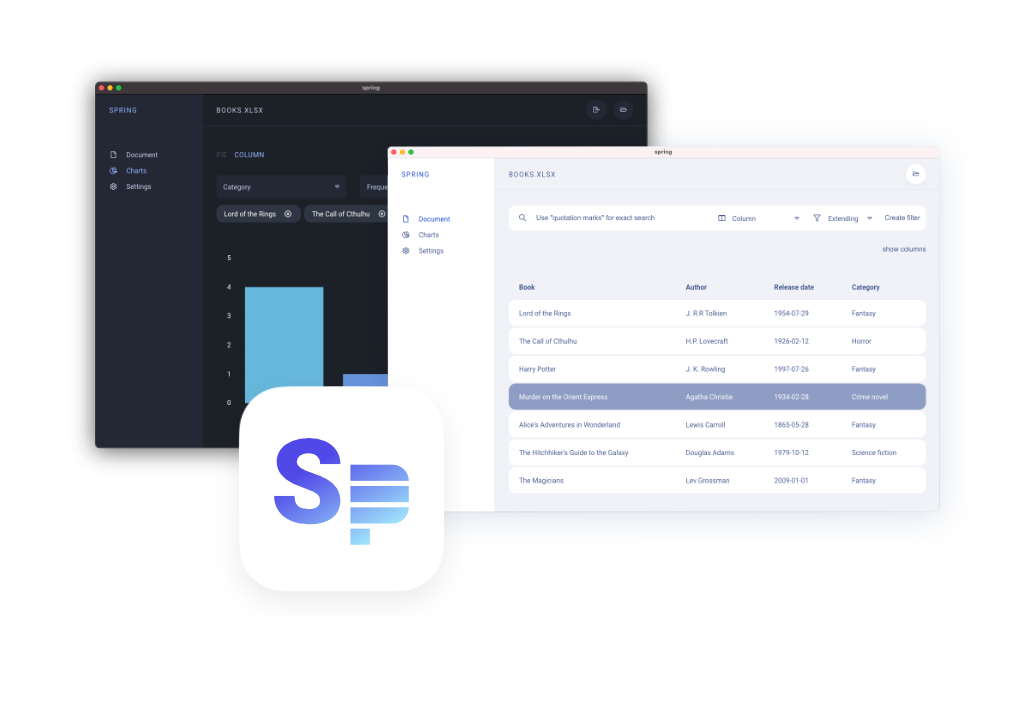 spring
SPRING
BOOKS.XLSX
Document
Charts
Settings
PIE COLUMN
Category
Lord of the Rings The Call of Cthulhu
5
4
3
2
1
0
spring
SPRING
BOOKS.XLSX
Document
Charts
Settings
Use "quotation marks" for exact search Column Extending Create filter
show columns
Book Author Release date Category
Lord of the Rings J. R.R Tolkien 1954-07-29 Fantasy
The Call of Cthulhu H.P. Lovecraft 1926-02-12 Horror
Harry Potter J. K. Rowling 1997-07-26 Fantasy
Murder on the Orient Express Agatha Christie 1934-02-28 Crime novel
Alice's Adventures in Wonderland Lewis Carroll 1865-05-28 Fantasy
The Hitchhiker's Guide to the Galaxy Douglas Adams 1979-10-12 Science fiction
The Magicians Lev Grossman 2009-01-01 Fantasy
SP